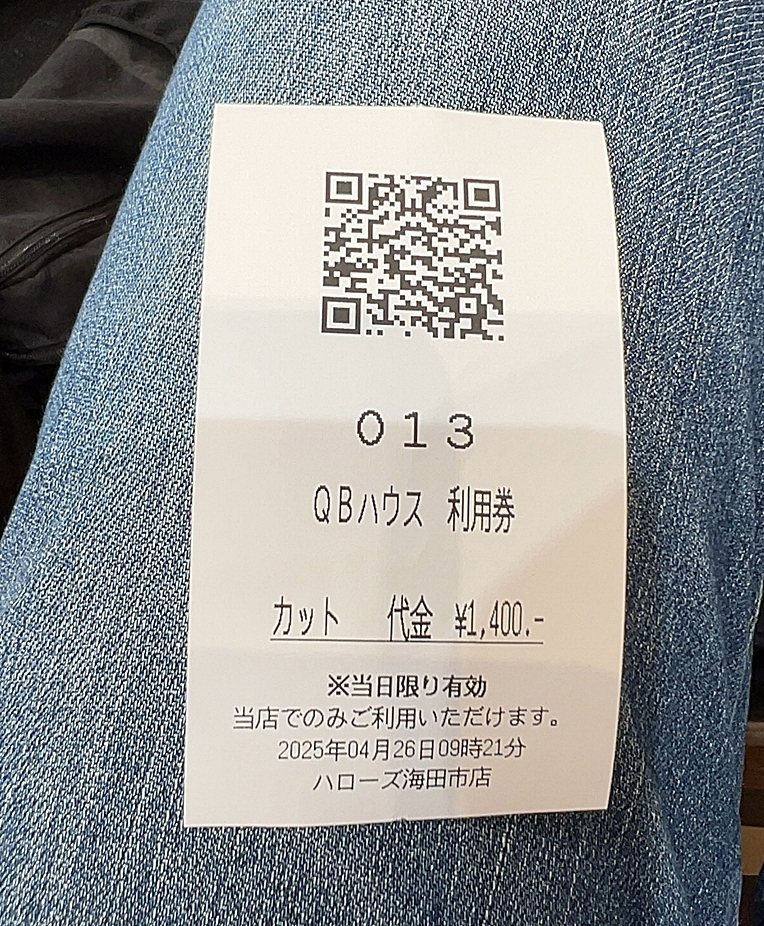 013
QBハウス 利用券
カット 代金 ¥1,400.-
※当日限り有効
当店でのみご利用いただけます。
2025年04月26日09時21分
ハローズ海田市店